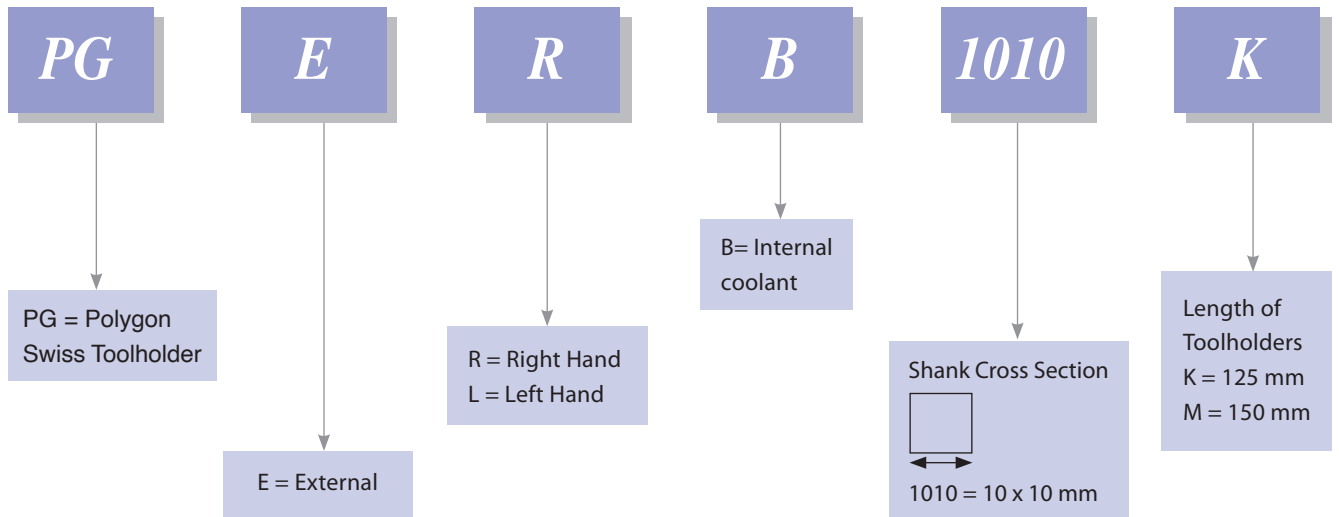 PG E R B 1010 K
PG = Polygon
Swiss Toolholder
E = External
R = Right Hand
L = Left Hand
B= Internal
coolant
Shank Cross Section
1010 = 10 x 10 mm
Length of
Toolholders
K = 125 mm
M = 150 mm